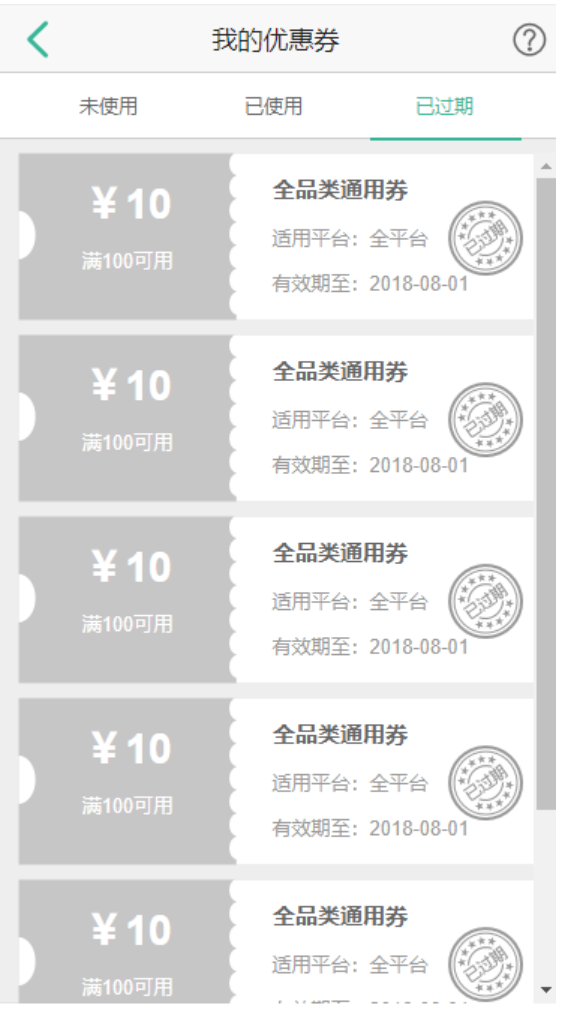 我的优惠券
未使用 已使用 已过期
¥10
满100可用
全品类通用券
适用平台：全平台
有效期至：2018-08-01
已过期
¥10
满100可用
全品类通用券
适用平台：全平台
有效期至：2018-08-01
已过期
¥10
满100可用
全品类通用券
适用平台：全平台
有效期至：2018-08-01
已过期
¥10
满100可用
全品类通用券
适用平台：全平台
有效期至：2018-08-01
已过期
¥10
满100可用
全品类通用券
适用平台：全平台
已过期